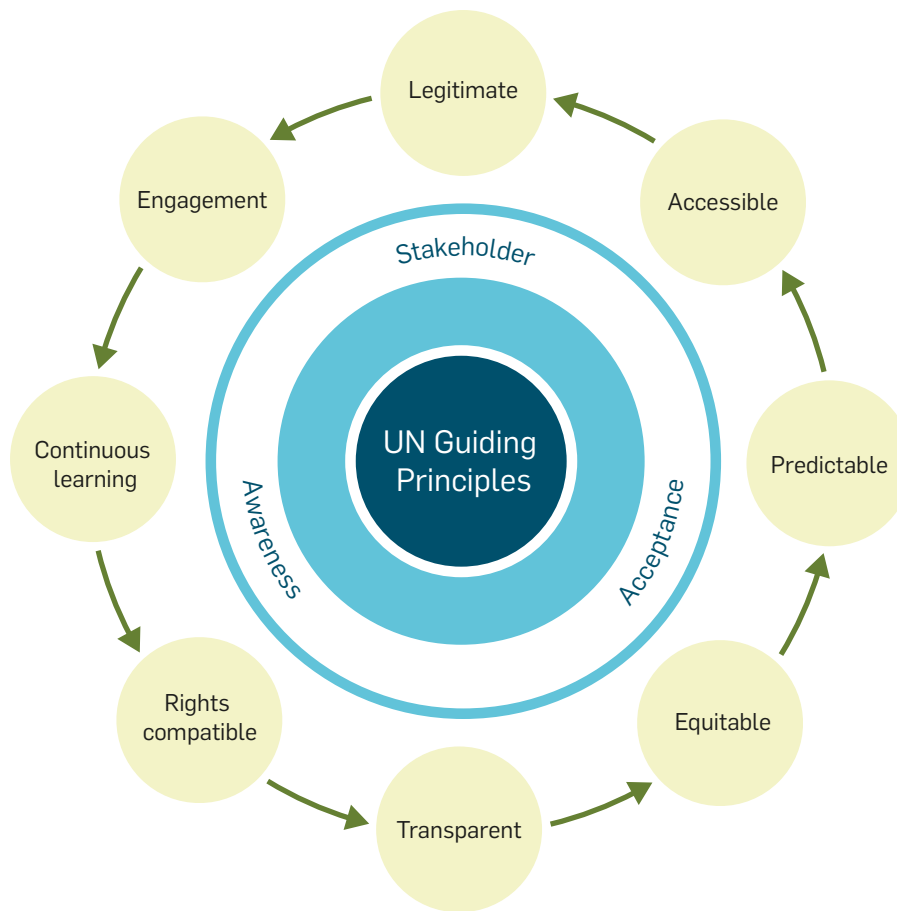 Legitimate
Engagement
Accessible
Stakeholder
UN Guiding
Principles
Continuous
learning
Predictable
Awareness
Acceptance
Rights
compatible
Equitable
Transparent